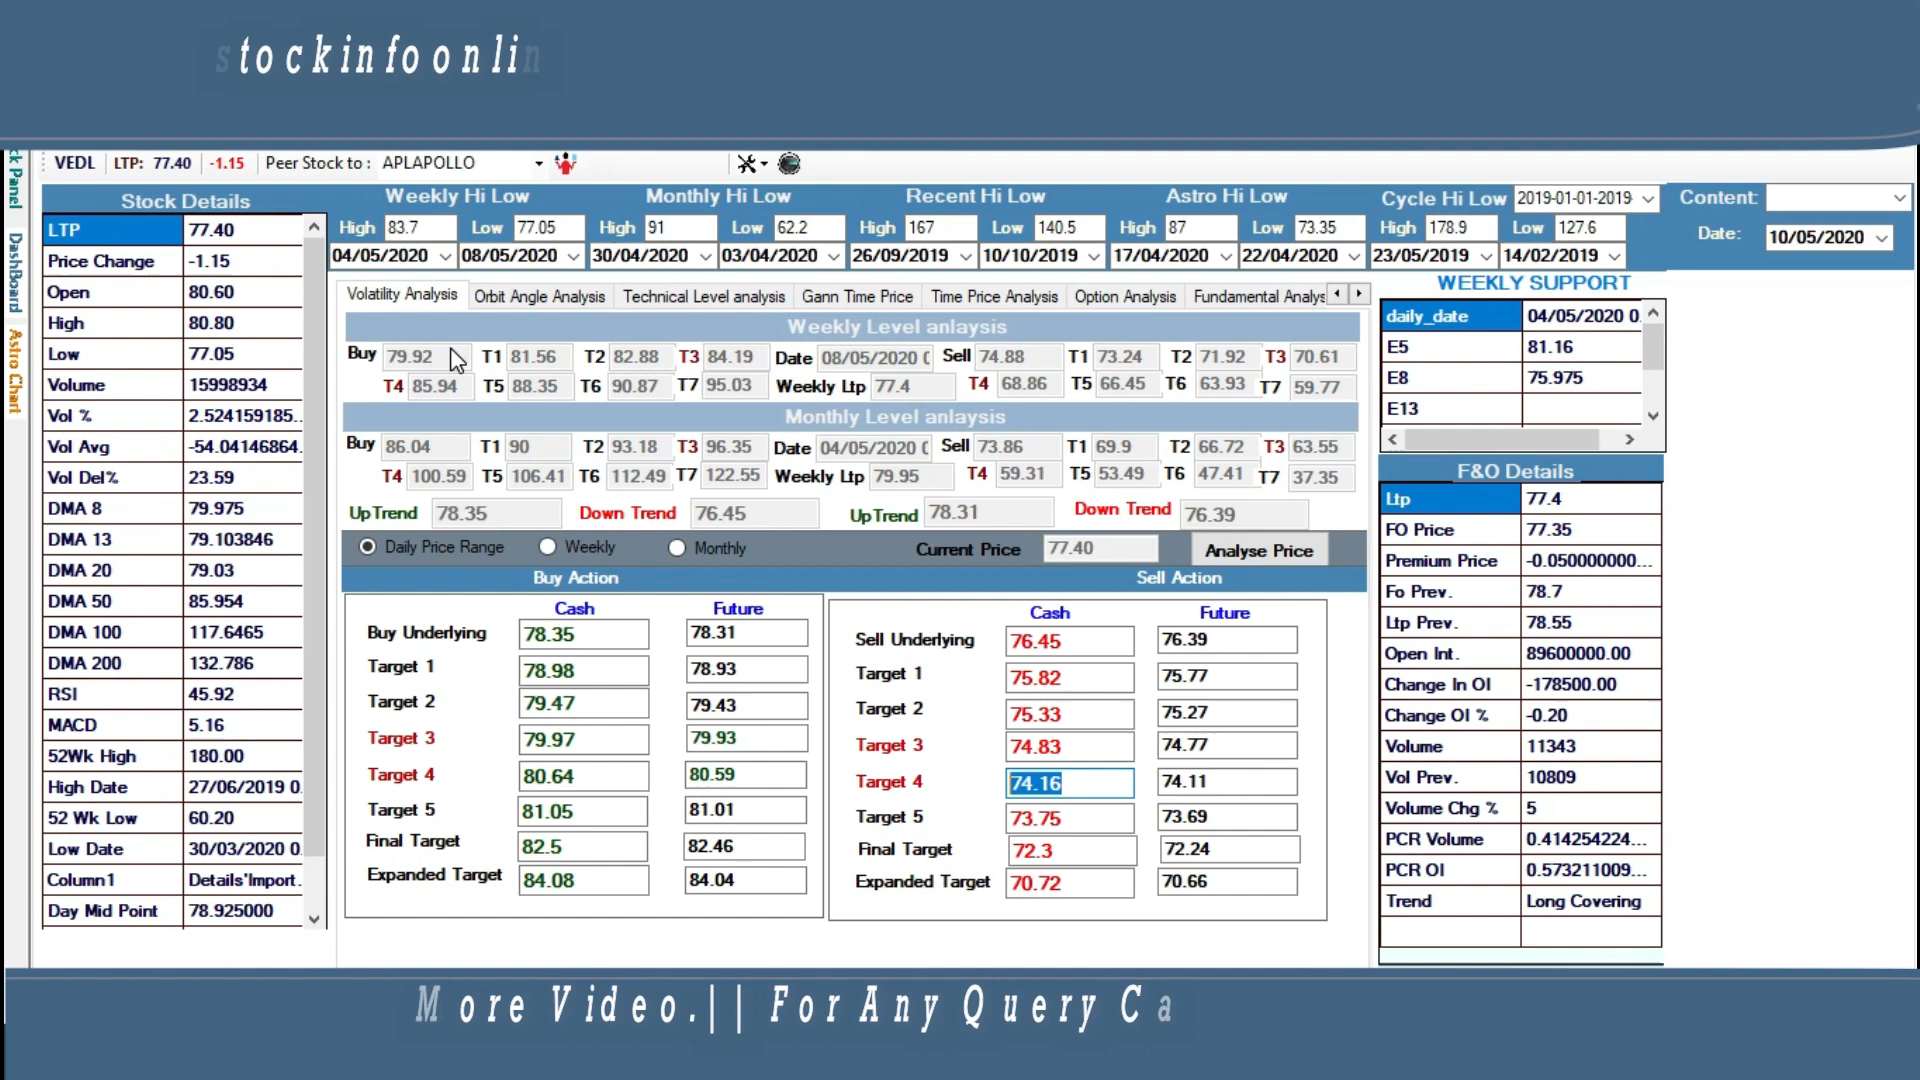 stockinfoonlin
ck Panel
DashBoard
Astro Chart
VEDL LTP: 77.40 -1.15 Peer Stock to : APLAPOLLO
Stock Details
LTP 77.40
Price Change -1.15
Open 80.60
High 80.80
Low 77.05
Volume 15998934
Vol % 2.524159185..
Vol Avg -54.04146864.
Vol Del% 23.59
DMA 8 79.975
DMA 13 79.103846
DMA 20 79.03
DMA 50 85.954
DMA 100 117.6465
DMA 200 132.786
RSI 45.92
MACD 5.16
52Wk High 180.00
High Date 27/06/2019 0.
52 Wk Low 60.20
Low Date 30/03/2020 0.
Column1 Details'Import.
Day Mid Point 78.925000
Weekly Hi Low Monthly Hi Low Recent Hi Low Astro Hi Low Cycle Hi Low 2019-01-01-2019- Content:
High 83.7 Low 77.05 High 91 Low 62.2 High 167 Low 140.5 High 87 Low 73.35 High 178.9 Low 127.6 Date: 10/05/2020
04/05/2020 08/05/2020 30/04/2020 03/04/2020 26/09/2019 10/10/2019 17/04/2020 22/04/2020 23/05/2019 14/02/2019
Volatility Analysis Orbit Angle Analysis Technical Level analysis Gann Time Price Time Price Analysis Option Analysis Fundamental Analys
Weekly Level anlaysis
Buy 79.92 T1 81.56 T2 82.88 T3 84.19 Date 08/05/2020 0 Sell 74.88 T1 73.24 T2 71.92 T3 70.61
T4 85.94 T5 88.35 T6 90.87 T7 95.03 Weekly Ltp 77.4 T4 68.86 T5 66.45 T6 63.93 T7 59.77
Monthly Level anlaysis
Buy 86.04 T1 90 T2 93.18 T3 96.35 Date 04/05/2020 0 Sell 73.86 T1 69.9 T2 66.72 T3 63.55
T4 100.59 T5 106.41 T6 112.49 T7 122.55 Weekly Ltp 79.95 T4 59.31 T5 53.49 T6 47.41 T7 37.35
UpTrend 78.35 Down Trend 76.45 UpTrend 78.31 Down Trend 76.39
Daily Price Range Weekly Monthly Current Price 77.40 Analyse Price
Buy Action Sell Action
Cash Future
Buy Underlying 78.35 78.31
Target 1 78.98 78.93
Target 2 79.47 79.43
Target 3 79.97 79.93
Target 4 80.64 80.59
Target 5 81.05 81.01
Final Target 82.5 82.46
Expanded Target 84.08 84.04
Cash Future
Sell Underlying 76.45 76.39
Target 1 75.82 75.77
Target 2 75.33 75.27
Target 3 74.83 74.77
Target 4 74.16 74.11
Target 5 73.75 73.69
Final Target 72.3 72.24
Expanded Target 70.72 70.66
WEEKLY SUPPORT
daily_date 04/05/2020 0.
E5 81.16
E8 75.975
E13
F&O Details
Ltp 77.4
FO Price 77.35
Premium Price -0.050000000...
Fo Prev. 78.7
Ltp Prev. 78.55
Open Int. 89600000.00
Change In OI -178500.00
Change OI % -0.20
Volume 11343
Vol Prev. 10809
Volume Chg % 5
PCR Volume 0.414254224...
PCR OI 0.573211009...
Trend Long Covering
More Video.|| For Any Query Ca